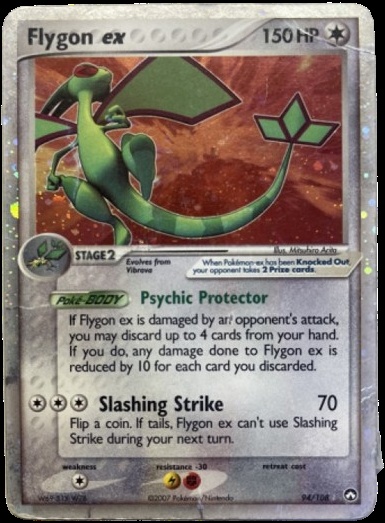 Flygon ex 150 HP
Illus. Mitsuhiro Arita
STAGE 2
Evolves from
Vibrava
When Pokémon-ex has been Knocked Out,
your opponent takes 2 Prize cards.
Poké-BODY Psychic Protector
If Flygon ex is damaged by an opponent's attack,
you may discard up to 4 cards from your hand.
If you do, any damage done to Flygon ex is
reduced by 10 for each card you discarded.
Slashing Strike 70
Flip a coin. If tails, Flygon ex can't use Slashing
Strike during your next turn.
weakness resistance -30 retreat cost
©2007 Pokémon/Nintendo 94/108